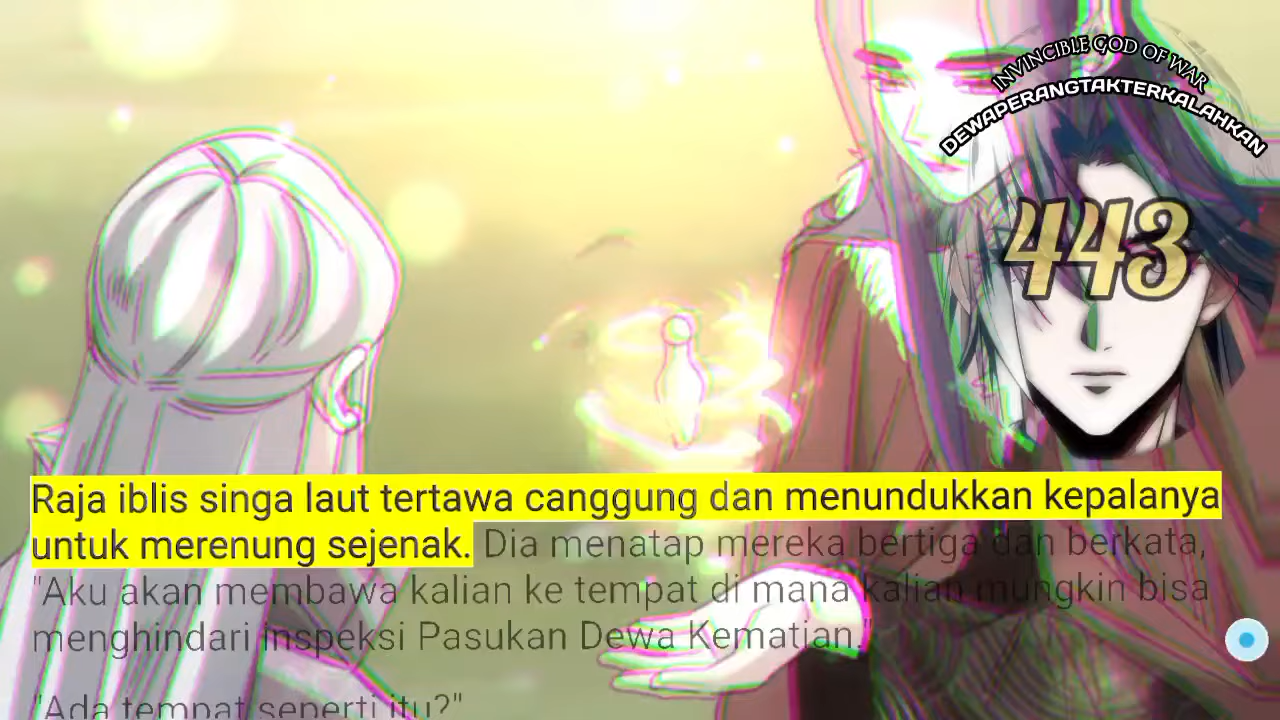 INVINCIBLE GOD OF WAR
DEWAPERANGTAKTERKALAHKAN
443
Raja iblis singa laut tertawa canggung dan menundukkan kepalanya
untuk merenung sejenak. Dia menatap mereka bertiga dan berkata,
"Aku akan membawa kalian ke tempat di mana kalian mungkin bisa
menghindari inspeksi Pasukan Dewa Kematian."
"Ada tempat seperti itu?"